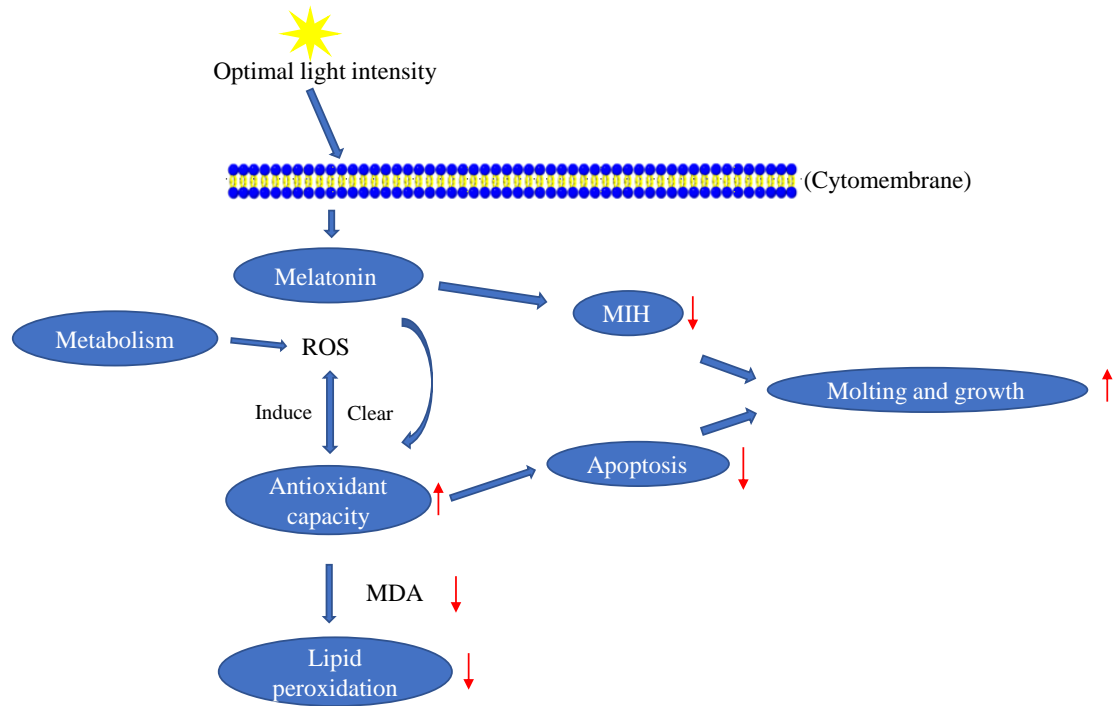 Optimal light intensity
(Cytomembrane)
Melatonin
MIH
Metabolism
ROS
Molting and growth
Induce
Clear
Apoptosis
Antioxidant
capacity
MDA
Lipid
peroxidation